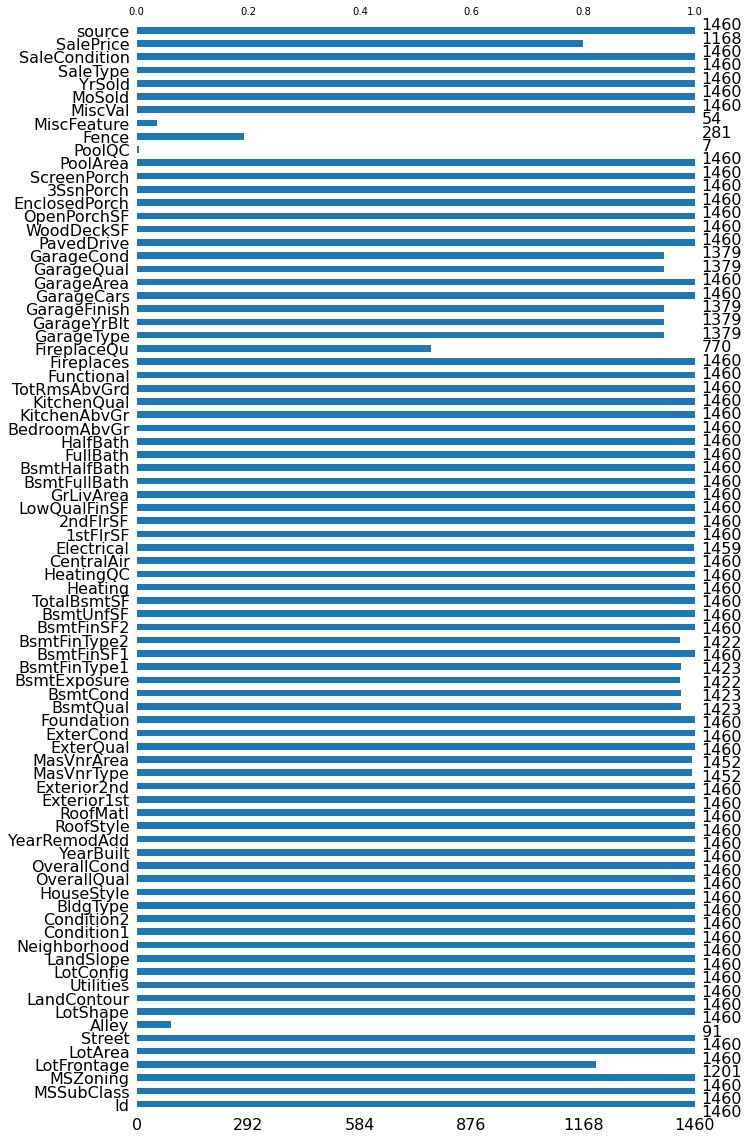 0.0 0.2 0.4 0.6 0.8 1.0
source 1460
SalePrice 1168
SaleCondition 1460
SaleType 1460
YrSold 1460
MoSold 1460
MiscVal 1460
MiscFeature 54
Fence 281
PoolQC 7
PoolArea 1460
ScreenPorch 1460
3SsnPorch 1460
EnclosedPorch 1460
OpenPorchSF 1460
WoodDeckSF 1460
PavedDrive 1460
GarageCond 1379
GarageQual 1379
GarageArea 1460
GarageCars 1460
GarageFinish 1379
GarageYrBlt 1379
GarageType 1379
FireplaceQu 770
Fireplaces 1460
Functional 1460
TotRmsAbvGrd 1460
KitchenQual 1460
KitchenAbvGr 1460
BedroomAbvGr 1460
HalfBath 1460
FullBath 1460
BsmtHalfBath 1460
BsmtFullBath 1460
GrLivArea 1460
LowQualFinSF 1460
2ndFlrSF 1460
1stFlrSF 1460
Electrical 1459
CentralAir 1460
HeatingQC 1460
Heating 1460
TotalBsmtSF 1460
BsmtUnfSF 1460
BsmtFinSF2 1460
BsmtFinType2 1422
BsmtFinSF1 1460
BsmtFinType1 1423
BsmtExposure 1422
BsmtCond 1423
BsmtQual 1423
Foundation 1460
ExterCond 1460
ExterQual 1460
MasVnrArea 1452
MasVnrType 1452
Exterior2nd 1460
Exterior1st 1460
RoofMatl 1460
RoofStyle 1460
YearRemodAdd 1460
YearBuilt 1460
OverallCond 1460
OverallQual 1460
HouseStyle 1460
BldgType 1460
Condition2 1460
Condition1 1460
Neighborhood 1460
LandSlope 1460
LotConfig 1460
Utilities 1460
LandContour 1460
LotShape 1460
Alley 91
Street 1460
LotArea 1460
LotFrontage 1201
MSZoning 1460
MSSubClass 1460
Id 1460
0 292 584 876 1168 1460